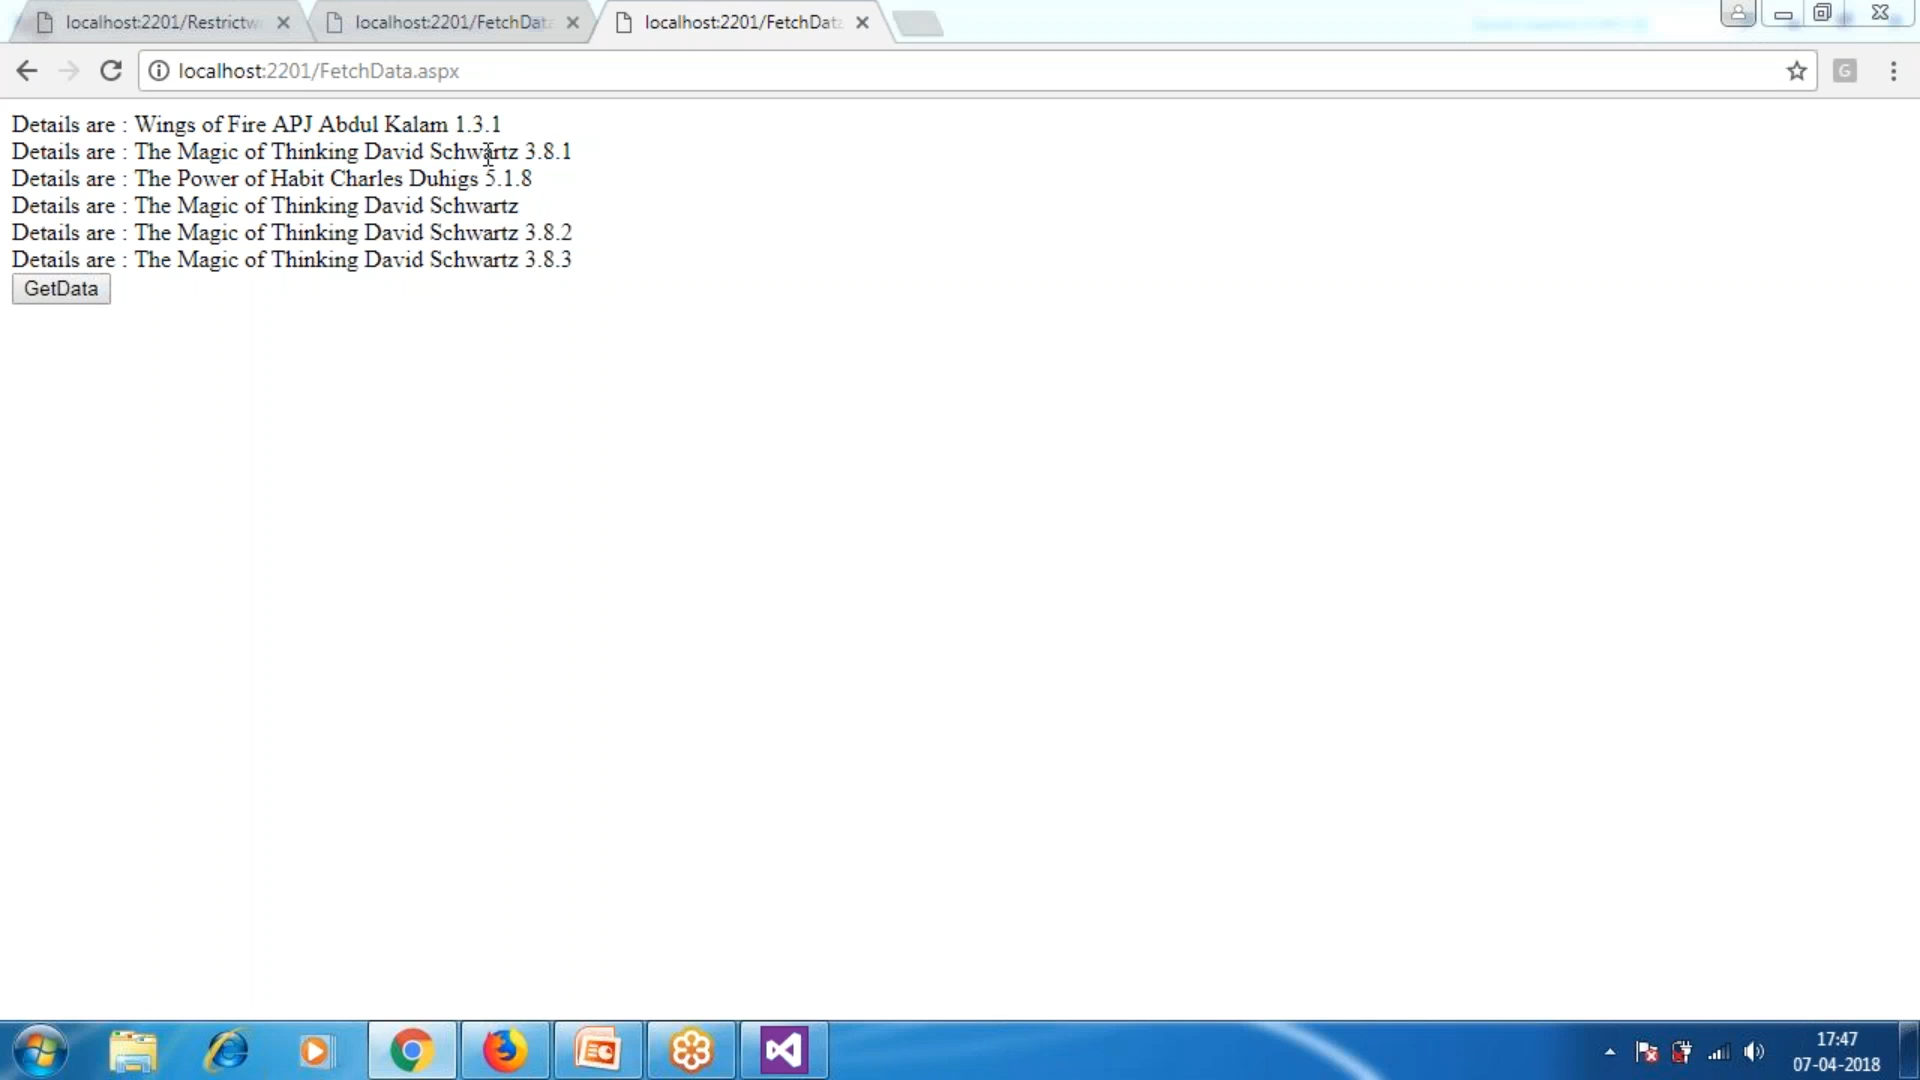 localhost:2201/Restrictw
localhost:2201/FetchData
localhost:2201/FetchData
localhost:2201/FetchData.aspx
G
Details are : Wings of Fire APJ Abdul Kalam 1.3.1
Details are : The Magic of Thinking David Schwartz 3.8.1
Details are : The Power of Habit Charles Duhigs 5.1.8
Details are : The Magic of Thinking David Schwartz
Details are : The Magic of Thinking David Schwartz 3.8.2
Details are : The Magic of Thinking David Schwartz 3.8.3
GetData
17:47
07-04-2018